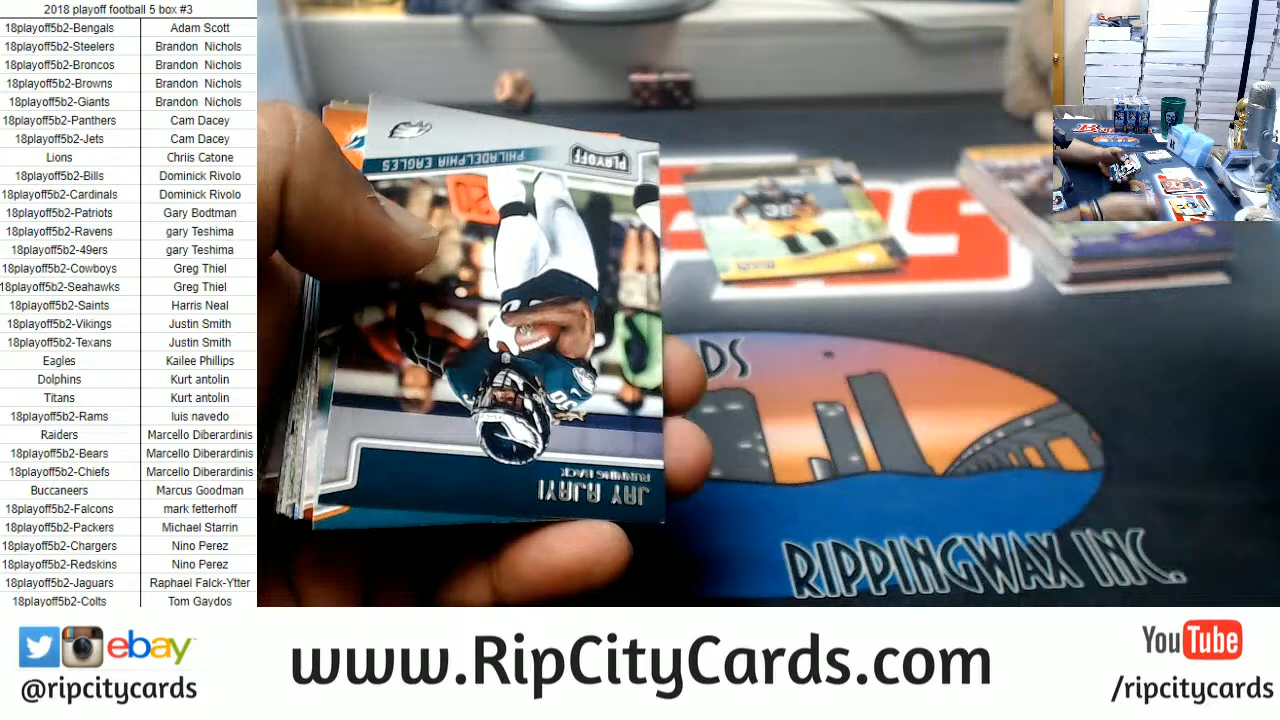 2018 playoff football 5 box #3
18playoff5b2-Bengals Adam Scott
18playoff5b2-Steelers Brandon Nichols
18playoff5b2-Broncos Brandon Nichols
18playoff5b2-Browns Brandon Nichols
18playoff5b2-Giants Brandon Nichols
18playoff5b2-Panthers Cam Dacey
18playoff5b2-Jets Cam Dacey
Lions Chriis Catone
18playoff5b2-Bills Dominick Rivolo
18playoff5b2-Cardinals Dominick Rivolo
18playoff5b2-Patriots Gary Bodtman
18playoff5b2-Ravens gary Teshima
18playoff5b2-49ers gary Teshima
18playoff5b2-Cowboys Greg Thiel
18playoff5b2-Seahawks Greg Thiel
18playoff5b2-Saints Harris Neal
18playoff5b2-Vikings Justin Smith
18playoff5b2-Texans Justin Smith
Eagles Kailee Phillips
Dolphins Kurt antolin
Titans Kurt antolin
18playoff5b2-Rams luis navedo
Raiders Marcello Diberardinis
18playoff5b2-Bears Marcello Diberardinis
18playoff5b2-Chiefs Marcello Diberardinis
Buccaneers Marcus Goodman
18playoff5b2-Falcons mark fetterhoff
18playoff5b2-Packers Michael Starrin
18playoff5b2-Chargers Nino Perez
18playoff5b2-Redskins Nino Perez
18playoff5b2-Jaguars Raphael Falck-Ytter
18playoff5b2-Colts Tom Gaydos
PLAYOFF
PHILADELPHIA EAGLES
JAY AJAYI
RUNNING BACK
RIPPINGWAX INC.
ebay
@ripcitycards
www.RipCityCards.com
YouTube
/ripcitycards